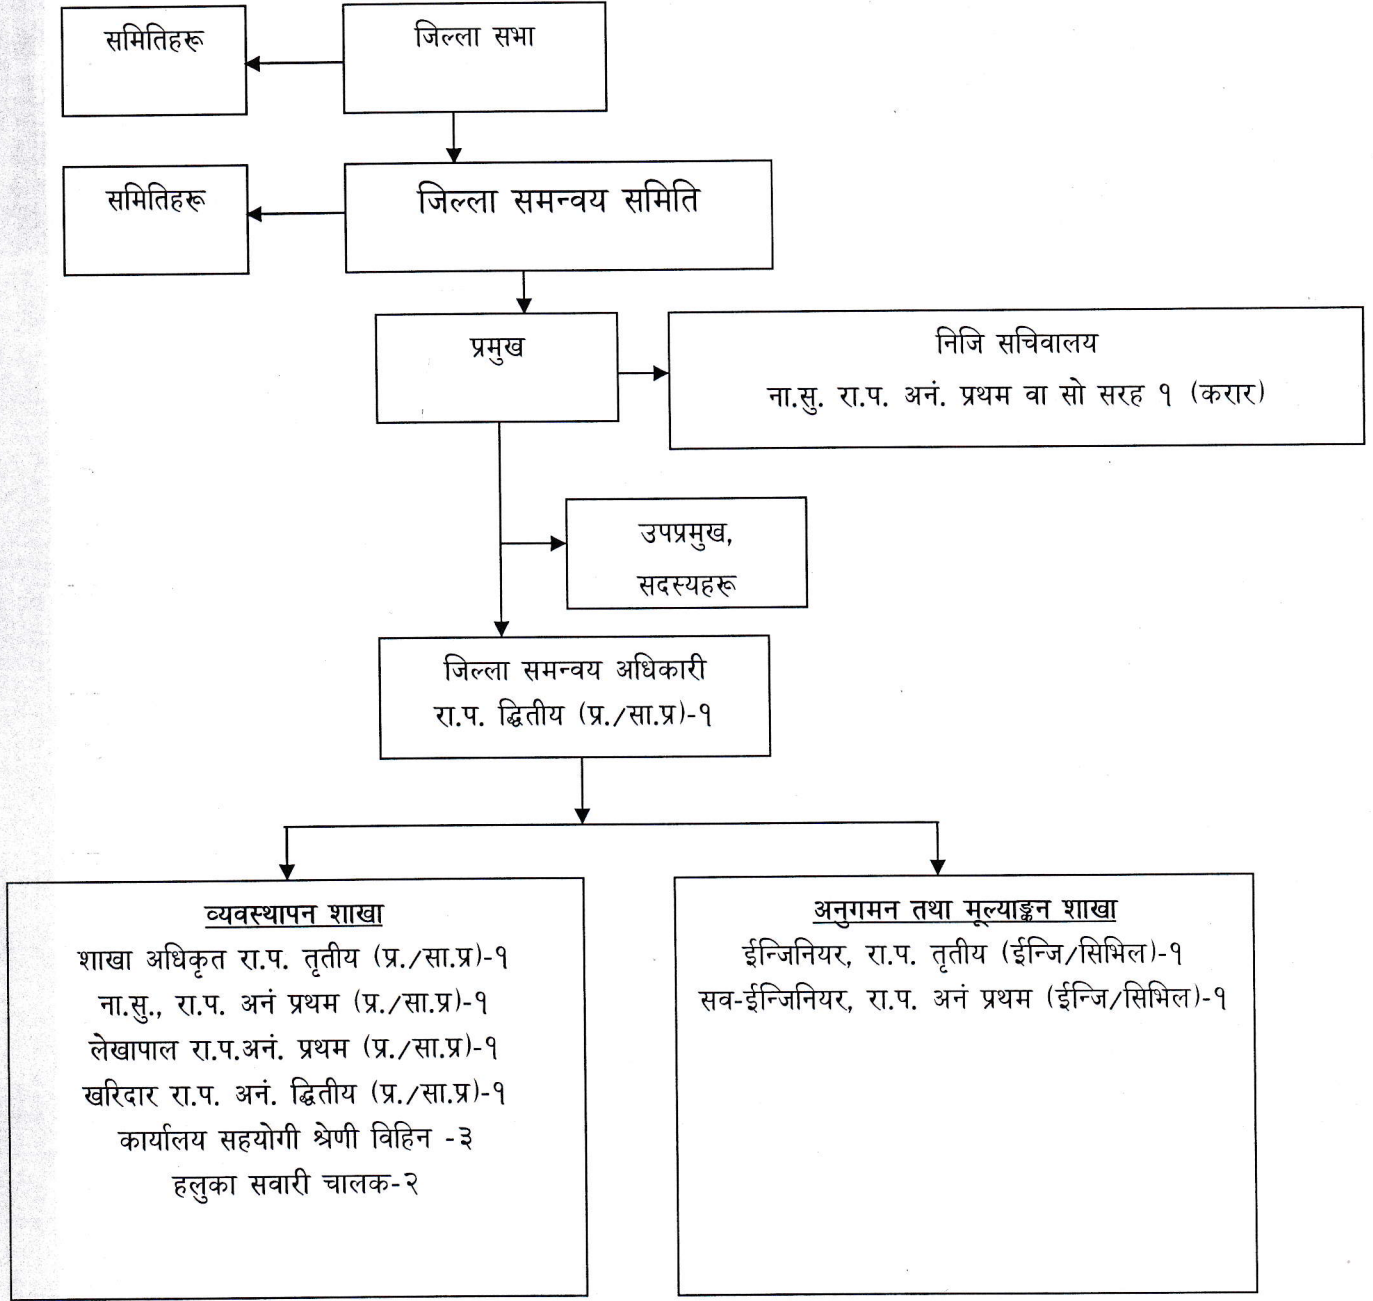 समितिहरू
जिल्ला सभा
समितिहरू
जिल्ला समन्वय समिति
प्रमुख
निजि सचिवालय
ना.सु. रा.प. अनं. प्रथम वा सो सरह १ (करार)
उपप्रमुख,
सदस्यहरू
जिल्ला समन्वय अधिकारी
रा.प. द्धितीय (प्र./सा.प्र)-१
व्यवस्थापन शाखा
शाखा अधिकृत रा.प. तृतीय (प्र./सा.प्र)-१
ना.सु., रा.प. अनं प्रथम (प्र./सा.प्र)-१
लेखापाल रा.प.अनं. प्रथम (प्र./सा.प्र)-१
खरिदार रा.प. अनं. द्धितीय (प्र./सा.प्र)-१
कार्यालय सहयोगी श्रेणी विहिन -३
हलुका सवारी चालक-२
अनुगमन तथा मूल्याङ्कन शाखा
ईन्जिनियर, रा.प. तृतीय (ईन्जि/सिभिल)-१
सव-ईन्जिनियर, रा.प. अनं प्रथम (ईन्जि/सिभिल)-१